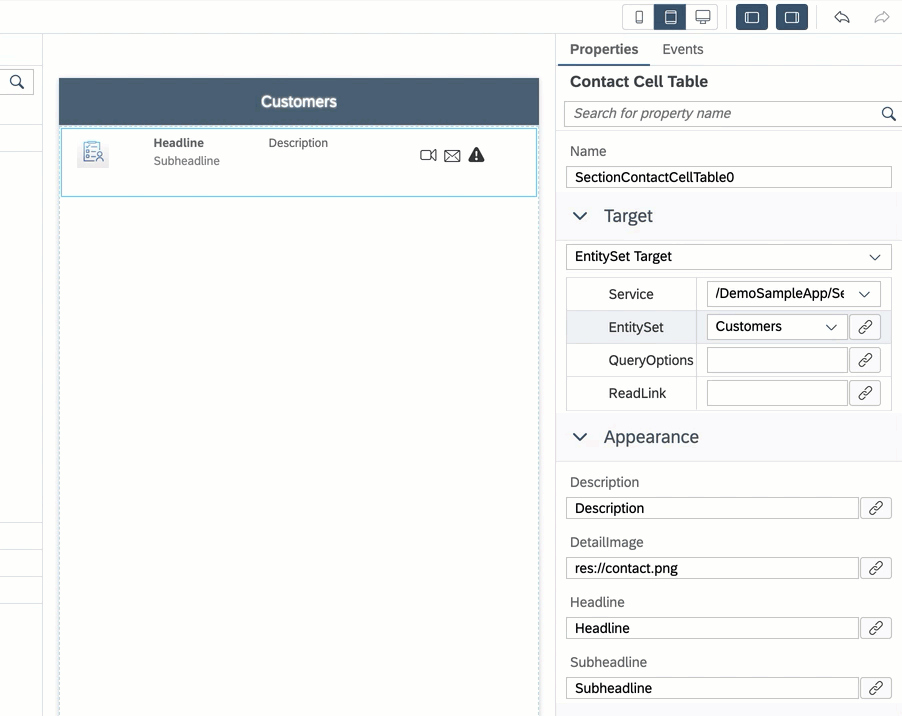 Properties
Events
Contact Cell Table
Search for property name
Name
SectionContactCellTable0
Target
EntitySet Target
Service
/DemoSampleApp/Se
EntitySet
Customers
QueryOptions
ReadLink
Appearance
Description
Description
DetailImage
res://contact.png
Headline
Headline
Subheadline
Subheadline
Customers
Headline
Description
Subheadline